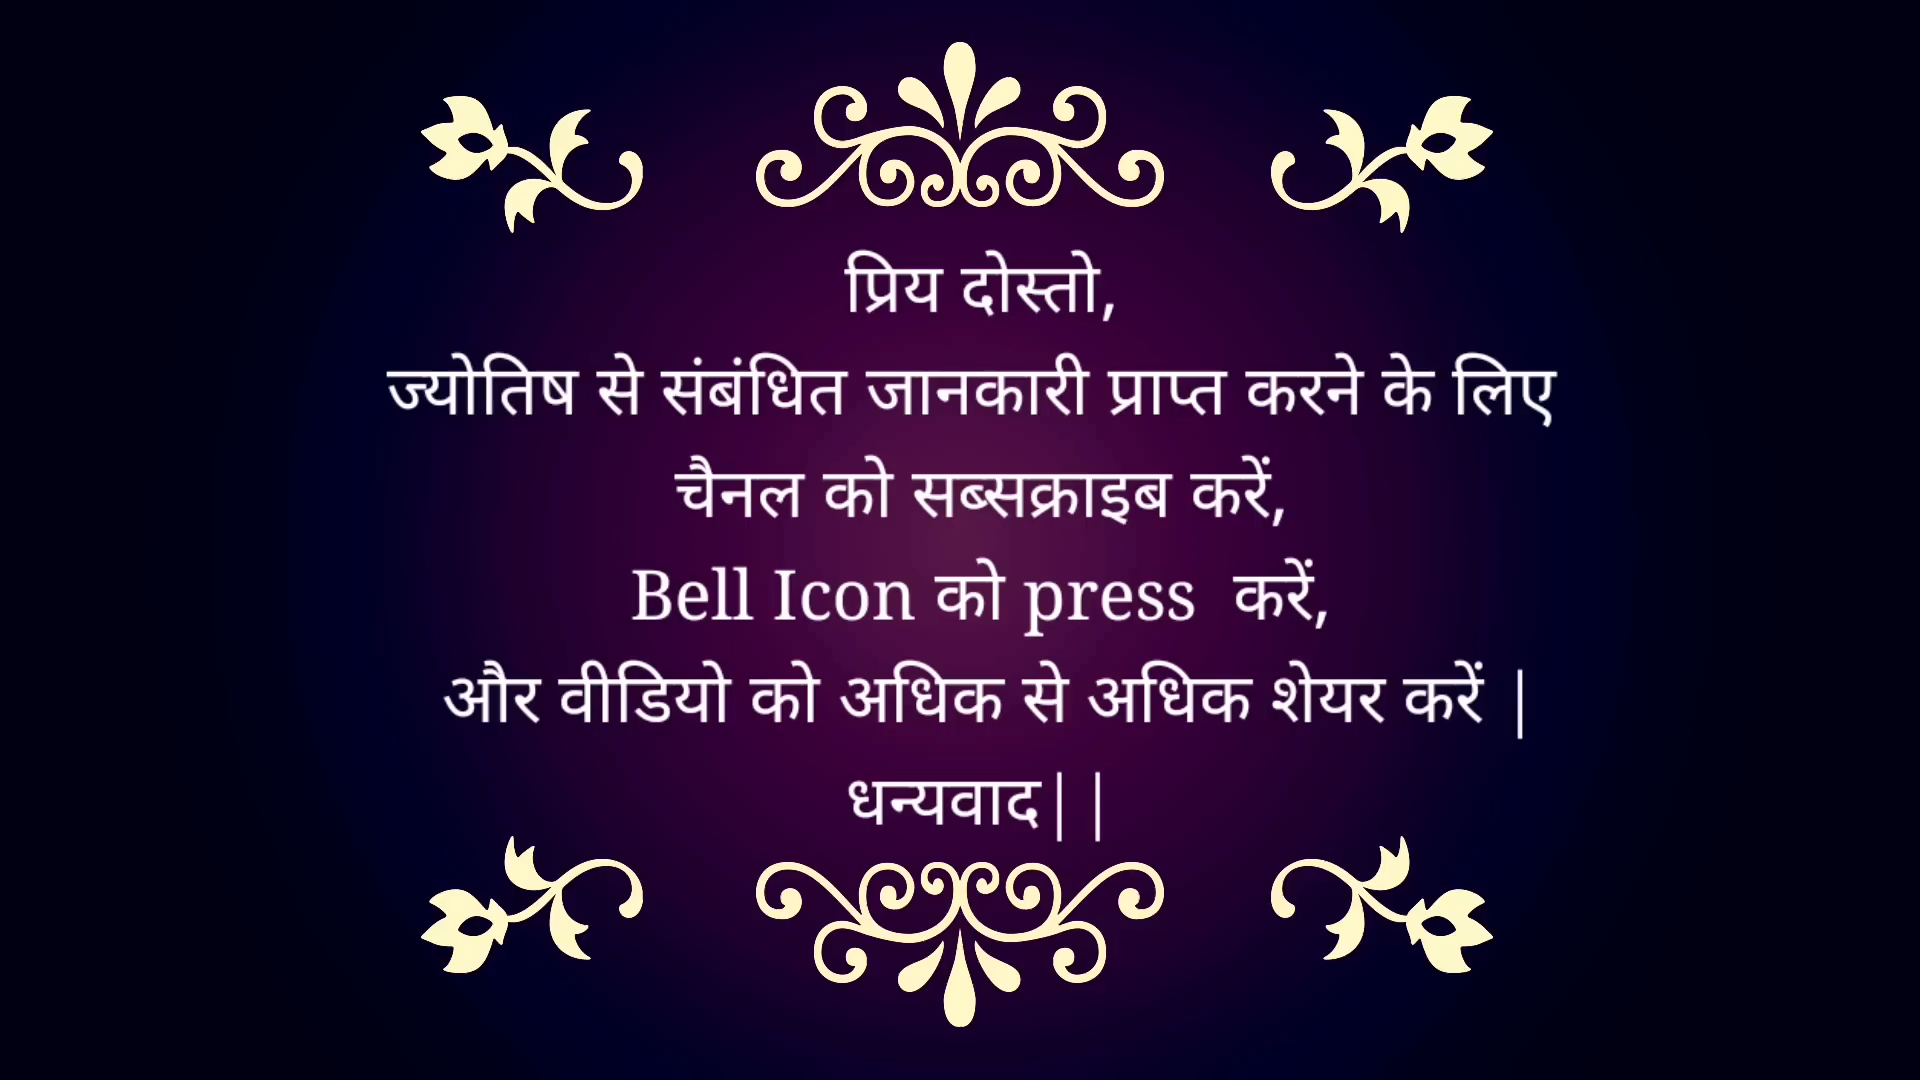 प्रिय दोस्तो,
ज्योतिष से संबंधित जानकारी प्राप्त करने के लिए
चैनल को सब्सक्राइब करें,
Bell Icon को press  करें,
और वीडियो को अधिक से अधिक शेयर करें |
धन्यवाद||